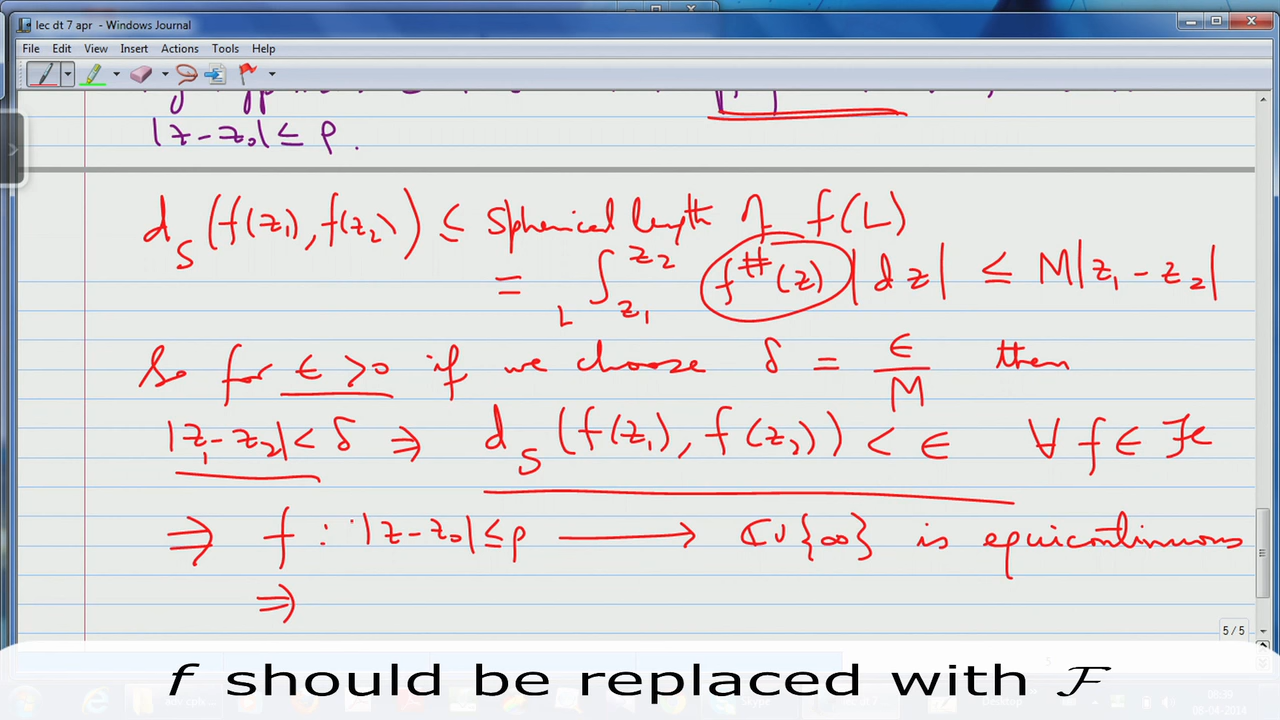 lec dt 7 apr - Windows Journal
File Edit View Insert Actions Tools Help
|z - z₀| ≤ ρ.
d_S (f(z₁), f(z₂)) ≤ Spherical length of f(L)
= ∫_L _{z₁}^{z₂} f^#(z) |dz| ≤ M|z₁ - z₂|
So for ϵ > 0 if we choose δ = ϵ/M then
|z₁ - z₂| < δ ⇒ d_S (f(z₁), f(z₂)) < ϵ ∀ f ∈ ℱ
⇒ f : |z - z₀| ≤ ρ ⟶ ℂ ∪ {∞} is equicontinuous
⇒
5 / 5
f should be replaced with ℱ